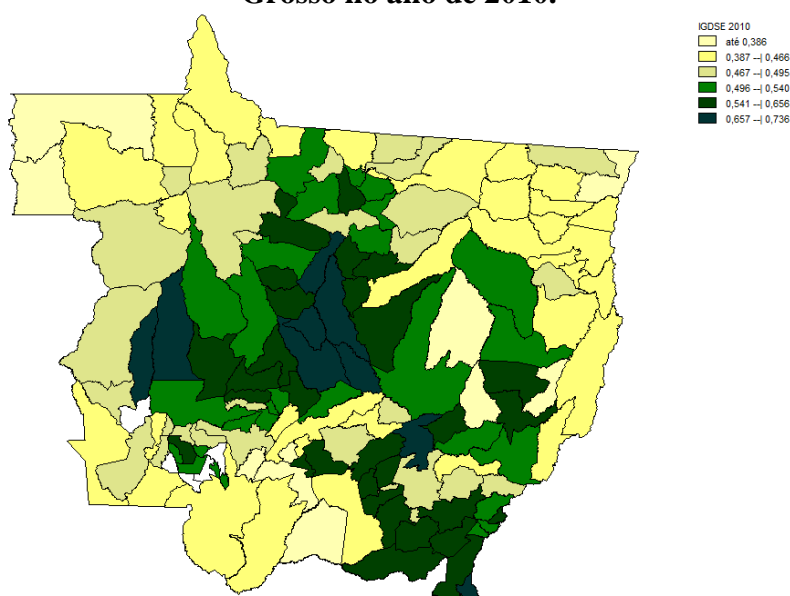 Grosso no ano de 2010.
IGDSE 2010
até 0,386
0,387 --| 0,466
0,467 --| 0,495
0,496 --| 0,540
0,541 --| 0,656
0,657 --| 0,736